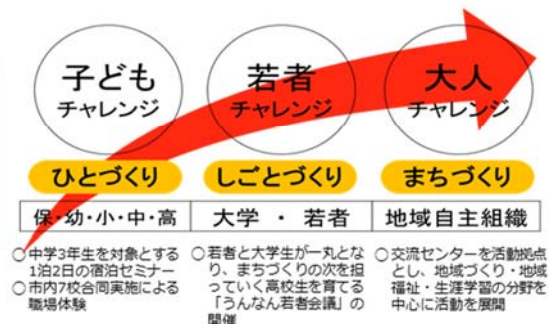 子ども
チャレンジ
若者
チャレンジ
大人
チャレンジ
ひとづくり
しごとづくり
まちづくり
保・幼・小・中・高
大学 ・ 若者
地域自主組織
○中学3年生を対象とする
1泊2日の宿泊セミナー
○市内7校合同実施による
職場体験
○若者と大学生が一丸とな
り、まちづくりの次を担
っていく高校生を育てる
「うんなん若者会議」の
開催
○交流センターを活動拠点
とし、地域づくり・地域
福祉・生涯学習の分野を
中心に活動を展開